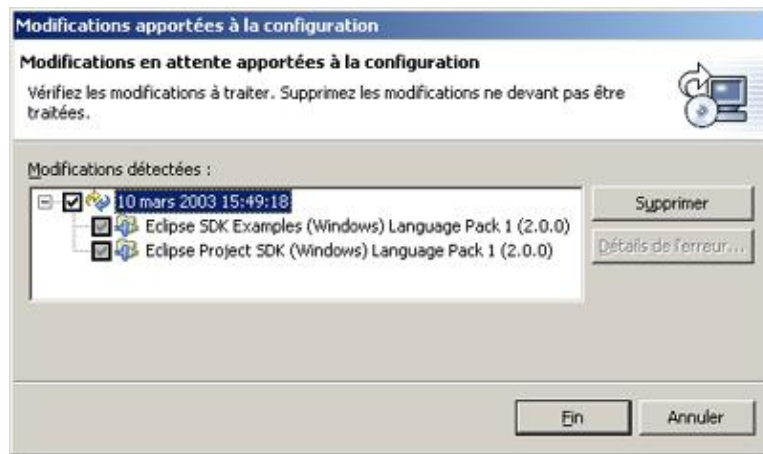 Modifications apportées à la configuration
Modifications en attente apportées à la configuration
Vérifiez les modifications à traiter. Supprimez les modifications ne devant pas être
traitées.
Modifications détectées :
10 mars 2003 15:49:18
Eclipse SDK Examples (Windows) Language Pack 1 (2.0.0)
Eclipse Project SDK (Windows) Language Pack 1 (2.0.0)
Supprimer
Détails de l'erreur...
Fin
Annuler